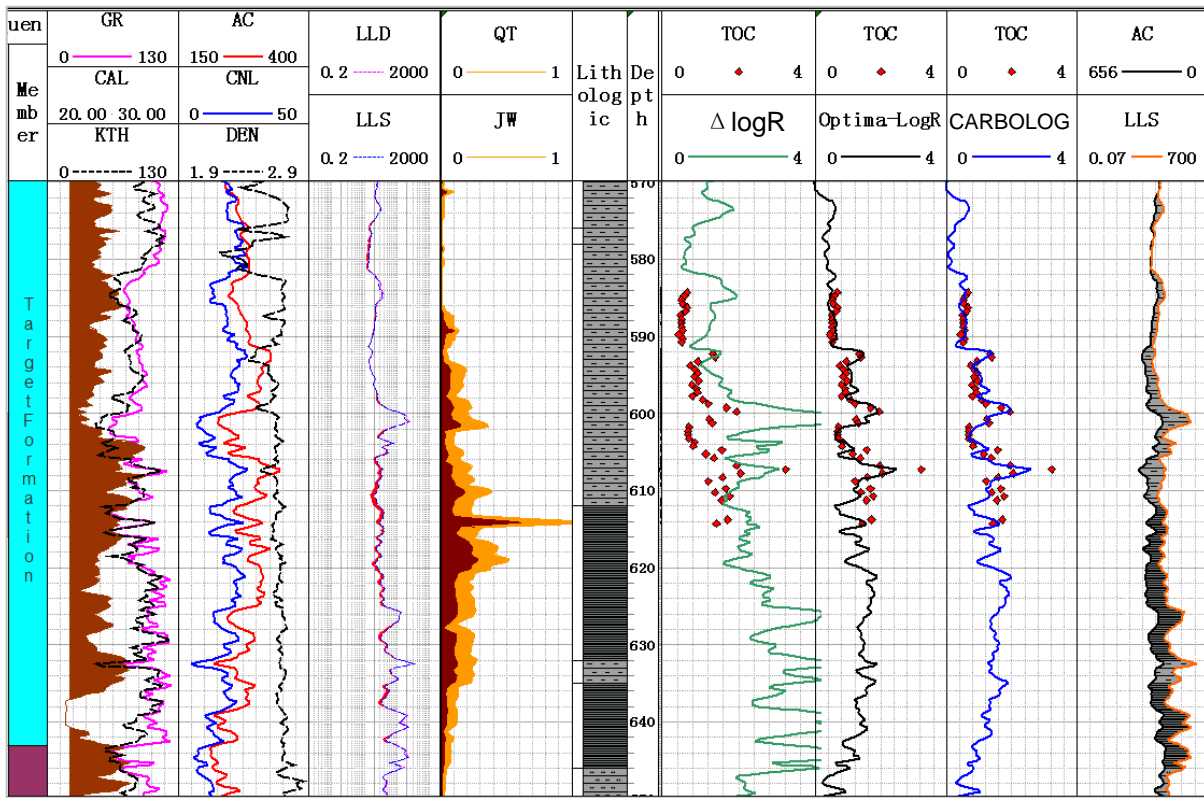 uen
Me
mb
er
GR
0 130
CAL
20.00 30.00
KTH
0 130
AC
150 400
CNL
0 50
DEN
1.9 2.9
LLD
0.2 2000
LLS
0.2 2000
QT
0 1
JW
0 1
Lith
olog
ic
De
pt
h
TOC
0 4
Δ logR
0 4
TOC
0 4
Optima-LogR
0 4
TOC
0 4
CARBOLOG
0 4
AC
656 0
LLS
0.07 700
TargetFormation
570
580
590
600
610
620
630
640